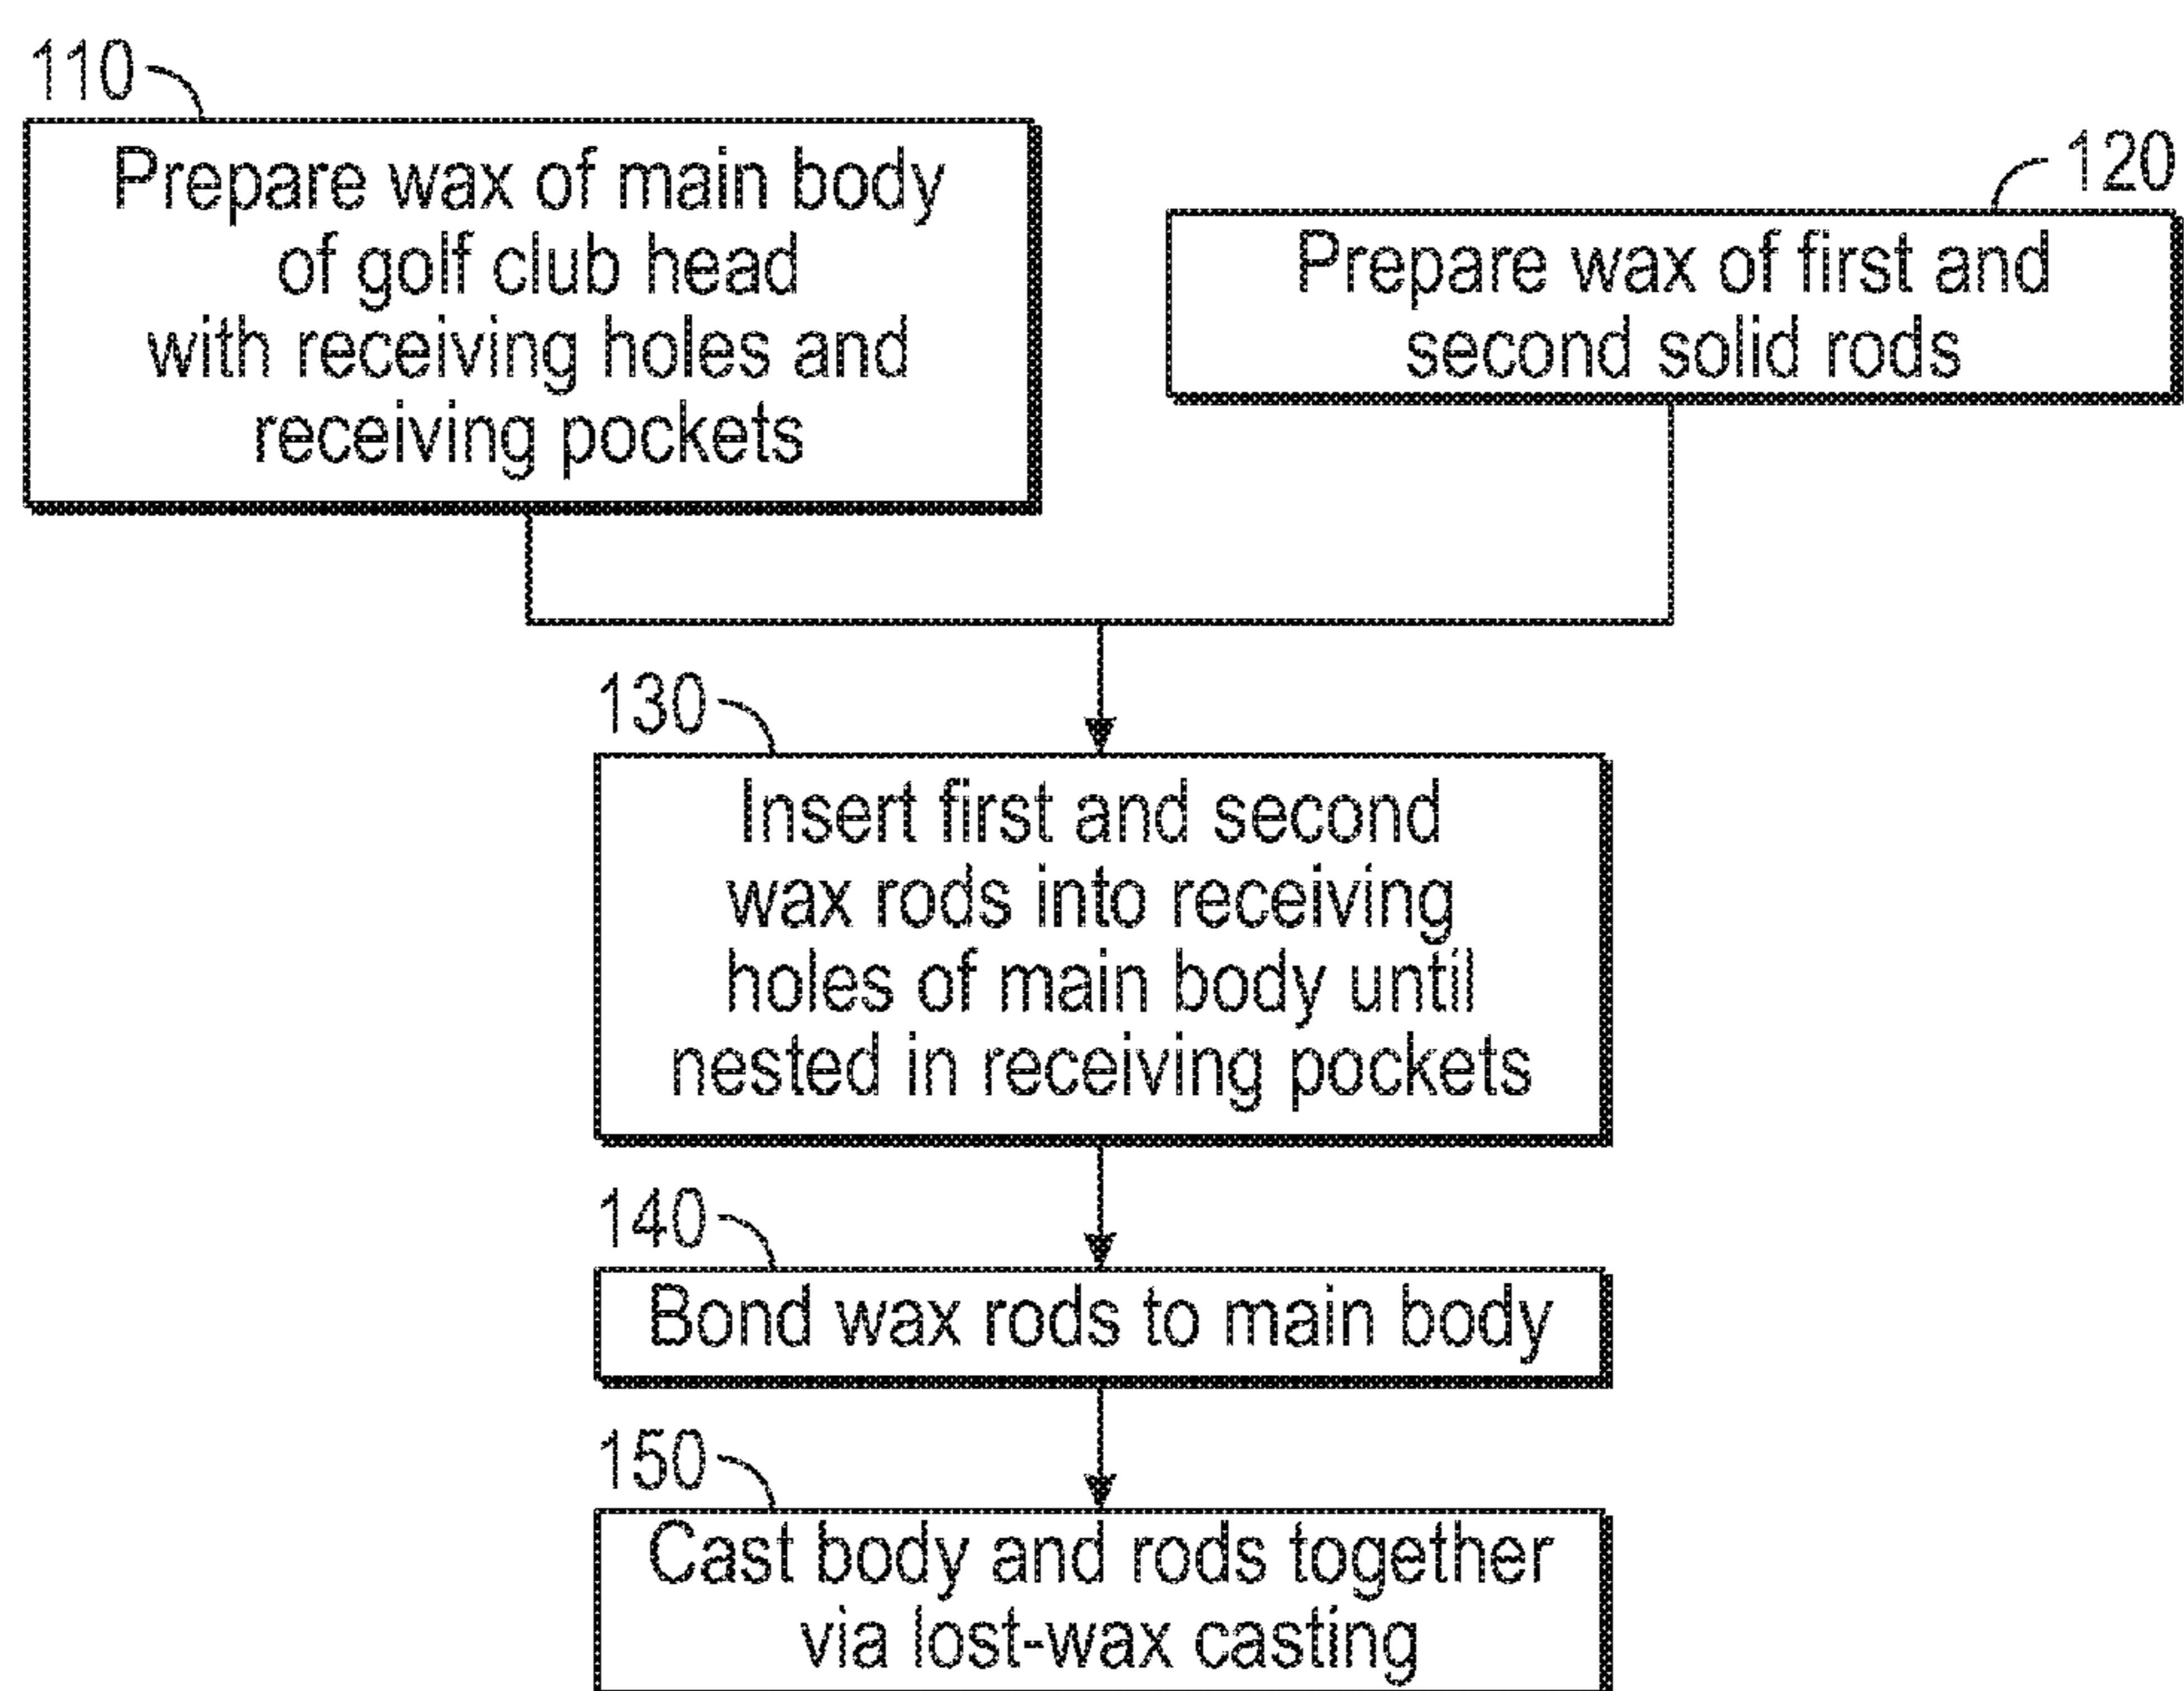 110
Prepare wax of main body
of golf club head
with receiving holes and
receiving pockets
120
Prepare wax of first and
second solid rods
130
Insert first and second
wax rods into receiving
holes of main body until
nested in receiving pockets
140
Bond wax rods to main body
150
Cast body and rods together
via lost-wax casting